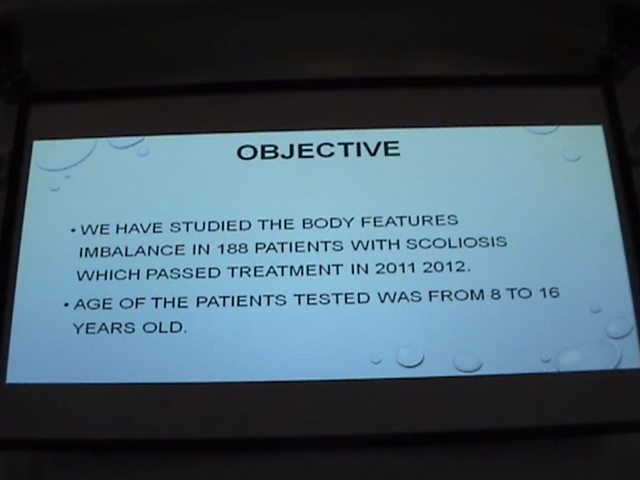 OBJECTIVE
• WE HAVE STUDIED THE BODY FEATURES
IMBALANCE IN 188 PATIENTS WITH SCOLIOSIS
WHICH PASSED TREATMENT IN 2011 2012.
• AGE OF THE PATIENTS TESTED WAS FROM 8 TO 16
YEARS OLD.